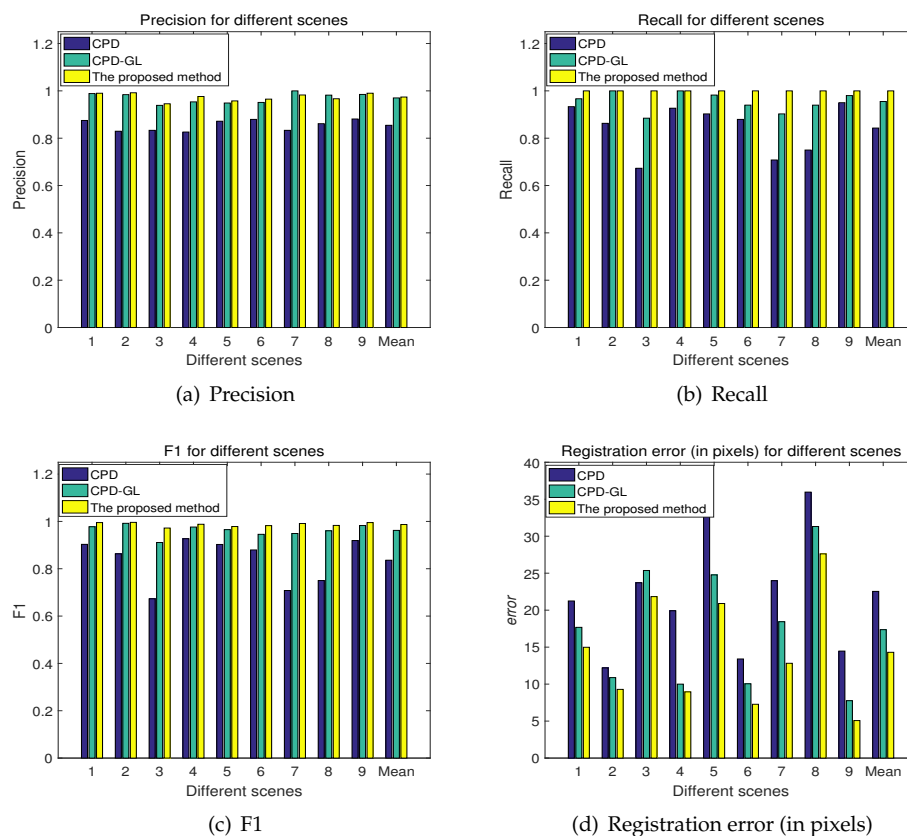 Precision for different scenes
1.2
1
0.8
0.6
0.4
0.2
0
Precision
CPD
CPD-GL
The proposed method
1 2 3 4 5 6 7 8 9 Mean
Different scenes
(a) Precision
Recall for different scenes
1.2
1
0.8
0.6
0.4
0.2
0
Recall
CPD
CPD-GL
The proposed method
1 2 3 4 5 6 7 8 9 Mean
Different scenes
(b) Recall
F1 for different scenes
1.2
1
0.8
0.6
0.4
0.2
0
F1
CPD
CPD-GL
The proposed method
1 2 3 4 5 6 7 8 9 Mean
Different scenes
(c) F1
Registration error (in pixels) for different scenes
40
35
30
25
20
15
10
5
0
error
CPD
CPD-GL
The proposed method
1 2 3 4 5 6 7 8 9 Mean
Different scenes
(d) Registration error (in pixels)